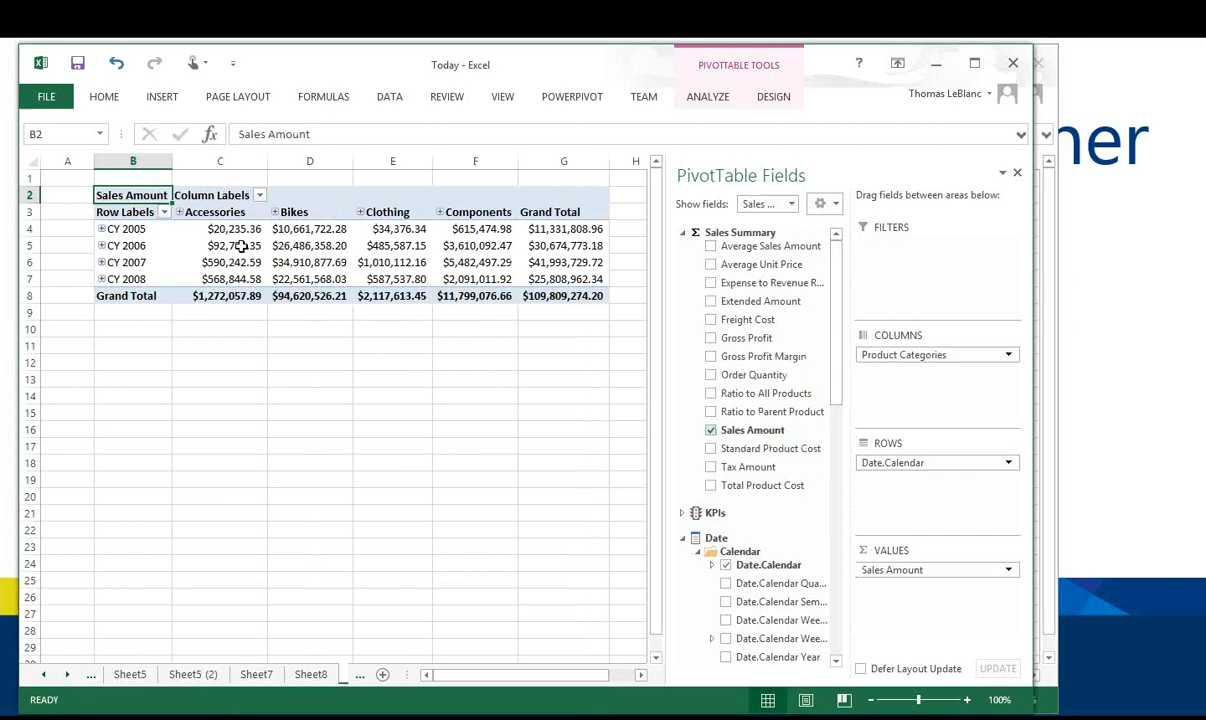 Today - Excel
PIVOTTABLE TOOLS
?
FILE
HOME
INSERT
PAGE LAYOUT
FORMULAS
DATA
REVIEW
VIEW
POWERPIVOT
TEAM
ANALYZE
DESIGN
Thomas LeBlanc
ner
B2
fx
Sales Amount
A B C D E F G H
1
2 Sales Amount Column Labels
3 Row Labels Accessories Bikes Clothing Components Grand Total
4 CY 2005 $20,235.36 $10,661,722.28 $34,376.34 $615,474.98 $11,331,808.96
5 CY 2006 $26,486,358.20 $485,587.15 $3,610,092.47 $30,674,773.18
6 CY 2007 $590,242.59 $34,910,877.69 $1,010,112.16 $5,482,497.29 $41,993,729.72
7 CY 2008 $568,844.58 $22,561,568.03 $587,537.80 $2,091,011.92 $25,808,962.34
8 Grand Total $1,272,057.89 $94,620,526.21 $2,117,613.45 $11,799,076.66 $109,809,274.20
9
10
11
12
13
14
15
16
17
18
19
20
21
22
23
24
25
26
27
28
29
PivotTable Fields
Show fields: Sales ...
Σ Sales Summary
Average Sales Amount
Average Unit Price
Expense to Revenue R...
Extended Amount
Freight Cost
Gross Profit
Gross Profit Margin
Order Quantity
Ratio to All Products
Ratio to Parent Product
Sales Amount
Standard Product Cost
Tax Amount
Total Product Cost
KPIs
Date
Calendar
Date.Calendar
Date.Calendar Qua...
Date.Calendar Sem...
Date.Calendar Wee...
Date.Calendar Wee...
Date.Calendar Year
Drag fields between areas below:
FILTERS
COLUMNS
Product Categories
ROWS
Date.Calendar
Σ VALUES
Sales Amount
Defer Layout Update
UPDATE
... Sheet5 Sheet5 (2) Sheet7 Sheet8 ...
READY
100%